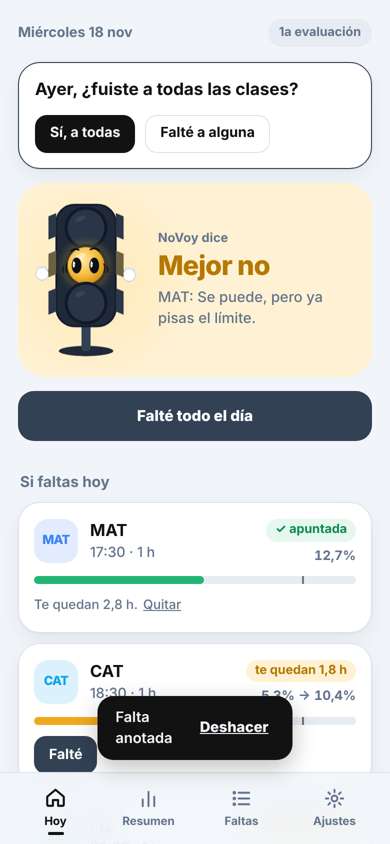 Miércoles 18 nov
1a evaluación
Ayer, ¿fuiste a todas las clases?
Sí, a todas
Falté a alguna
NoVoy dice
Mejor no
MAT: Se puede, pero ya
pisas el límite.
Falté todo el día
Si faltas hoy
MAT
MAT
✓ apuntada
17:30 · 1 h
12,7%
Te quedan 2,8 h. Quitar
CAT
CAT
te quedan 1,8 h
18:30 · 1 h
5,3% → 10,4%
Falta
anotada
Deshacer
Falté
Hoy
Resumen
Faltas
Ajustes